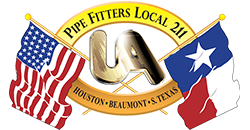 PIPE FITTERS LOCAL 211
UA
HOUSTON • BEAUMONT • S. TEXAS